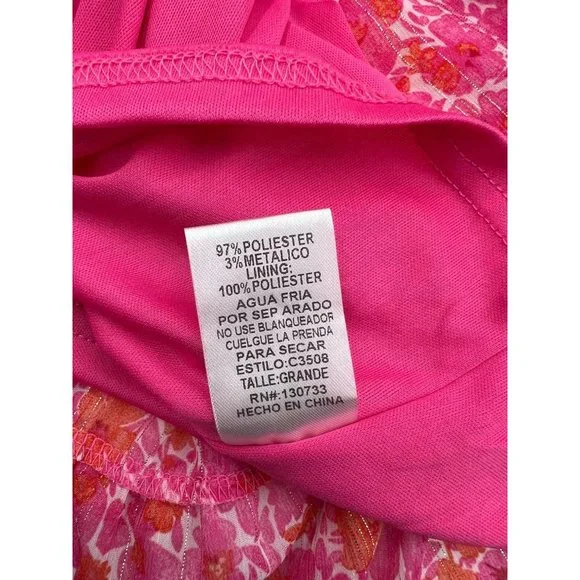 97% POLIESTER
3% METALICO
LINING:
100% POLIESTER
AGUA FRIA
POR SEP ARADO
NO USE BLANQUEADOR
CUELGUE LA PRENDA
PARA SECAR
ESTILO:C3508
TALLE:GRANDE
RN#:130733
HECHO EN CHINA